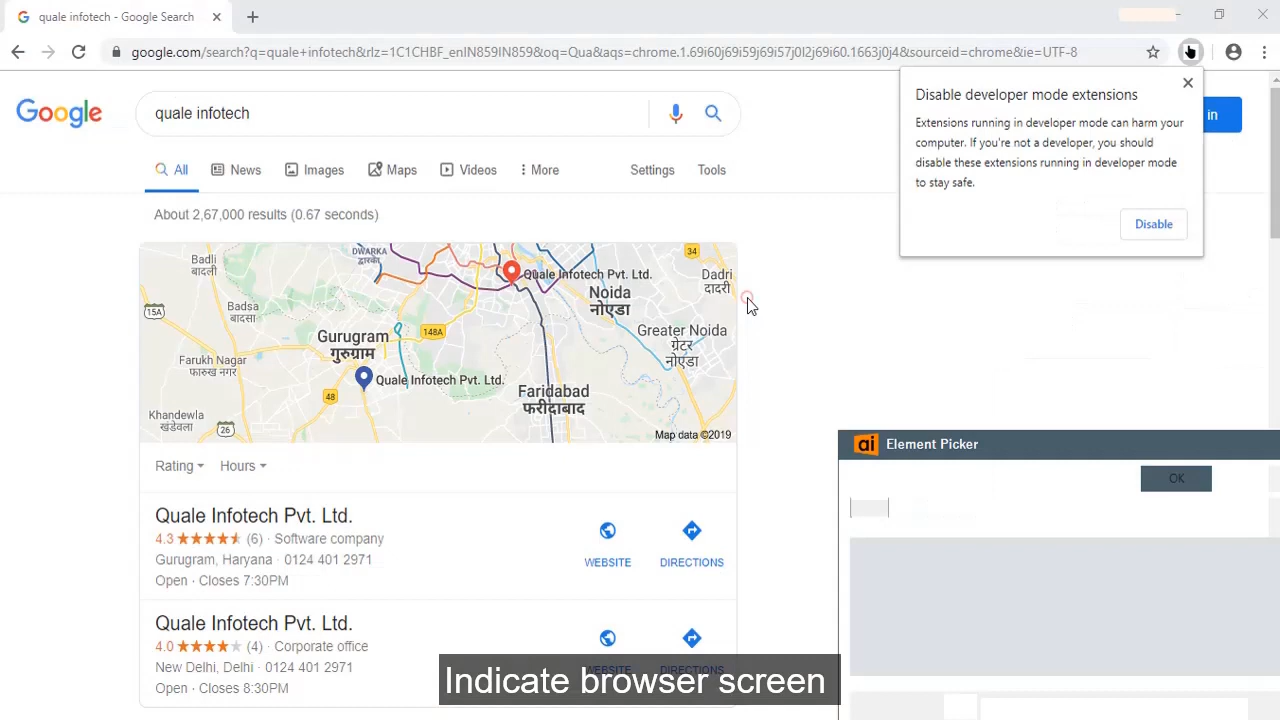 quale infotech - Google Search
google.com/search?q=quale+infotech&rlz=1C1CHBF_enIN859IN859&oq=Qua&aqs=chrome.1.69i60j69i59j69i57j0l2j69i60.1663j0j4&sourceid=chrome&ie=UTF-8
Disable developer mode extensions
Extensions running in developer mode can harm your
computer. If you're not a developer, you should
disable these extensions running in developer mode
to stay safe.
Disable
in
Google
quale infotech
All News Images Maps Videos More Settings Tools
About 2,67,000 results (0.67 seconds)
DWARKA
द्वारका
Badli
बादली
34
Quale Infotech Pvt. Ltd.
Dadri
दादरी
Noida
नोएडा
Badsa
बादसा
15A
148A
Gurugram
गुरुग्राम
Greater Noida
ग्रेटर
नोएडा
Farukh Nagar
फारुख नगर
Quale Infotech Pvt. Ltd.
48
Faridabad
फरीदाबाद
Khandewla
खंडेवला
26
Map data ©2019
Rating Hours
Quale Infotech Pvt. Ltd.
4.3 (6) · Software company
Gurugram, Haryana · 0124 401 2971
Open · Closes 7:30PM
WEBSITE DIRECTIONS
Quale Infotech Pvt. Ltd.
4.0 (4) · Corporate office
New Delhi, Delhi · 0124 401 2971
Open · Closes 8:30PM
WEBSITE DIRECTIONS
ai Element Picker
OK
Indicate browser screen